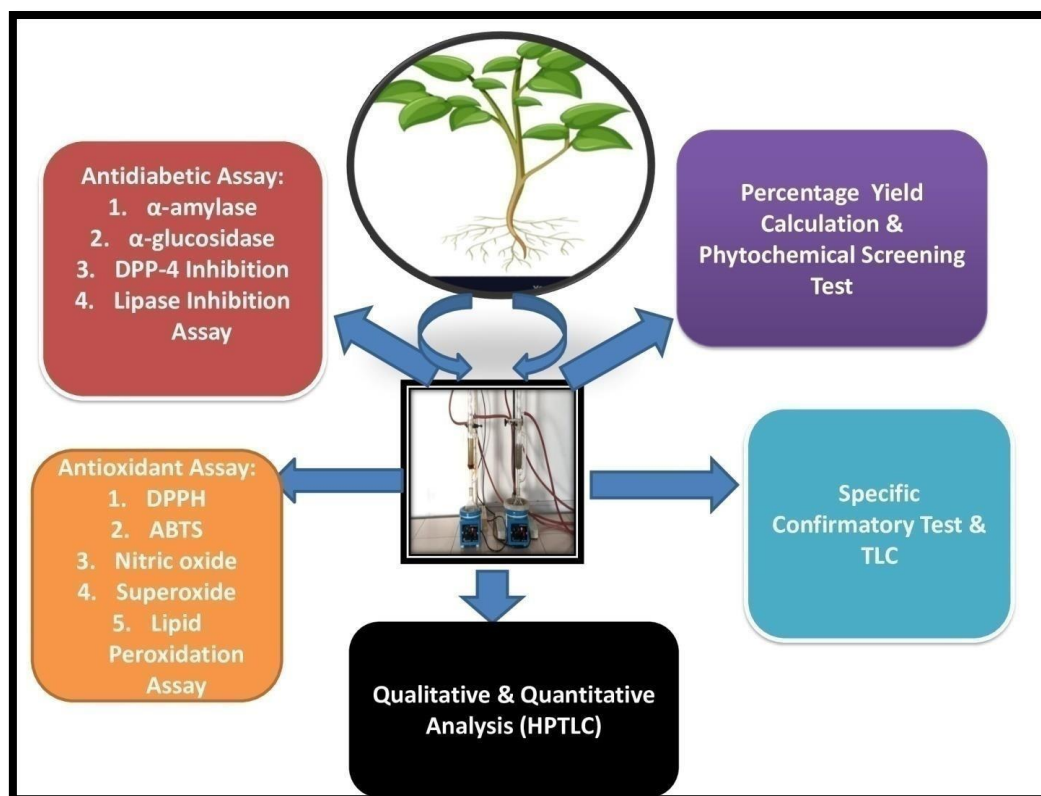 Antidiabetic Assay:
1. α-amylase
2. α-glucosidase
3. DPP-4 Inhibition
4. Lipase Inhibition
Assay
Percentage Yield
Calculation &
Phytochemical Screening
Test
Antioxidant Assay:
1. DPPH
2. ABTS
3. Nitric oxide
4. Superoxide
5. Lipid
Peroxidation
Assay
Specific
Confirmatory Test &
TLC
Qualitative & Quantitative
Analysis (HPTLC)